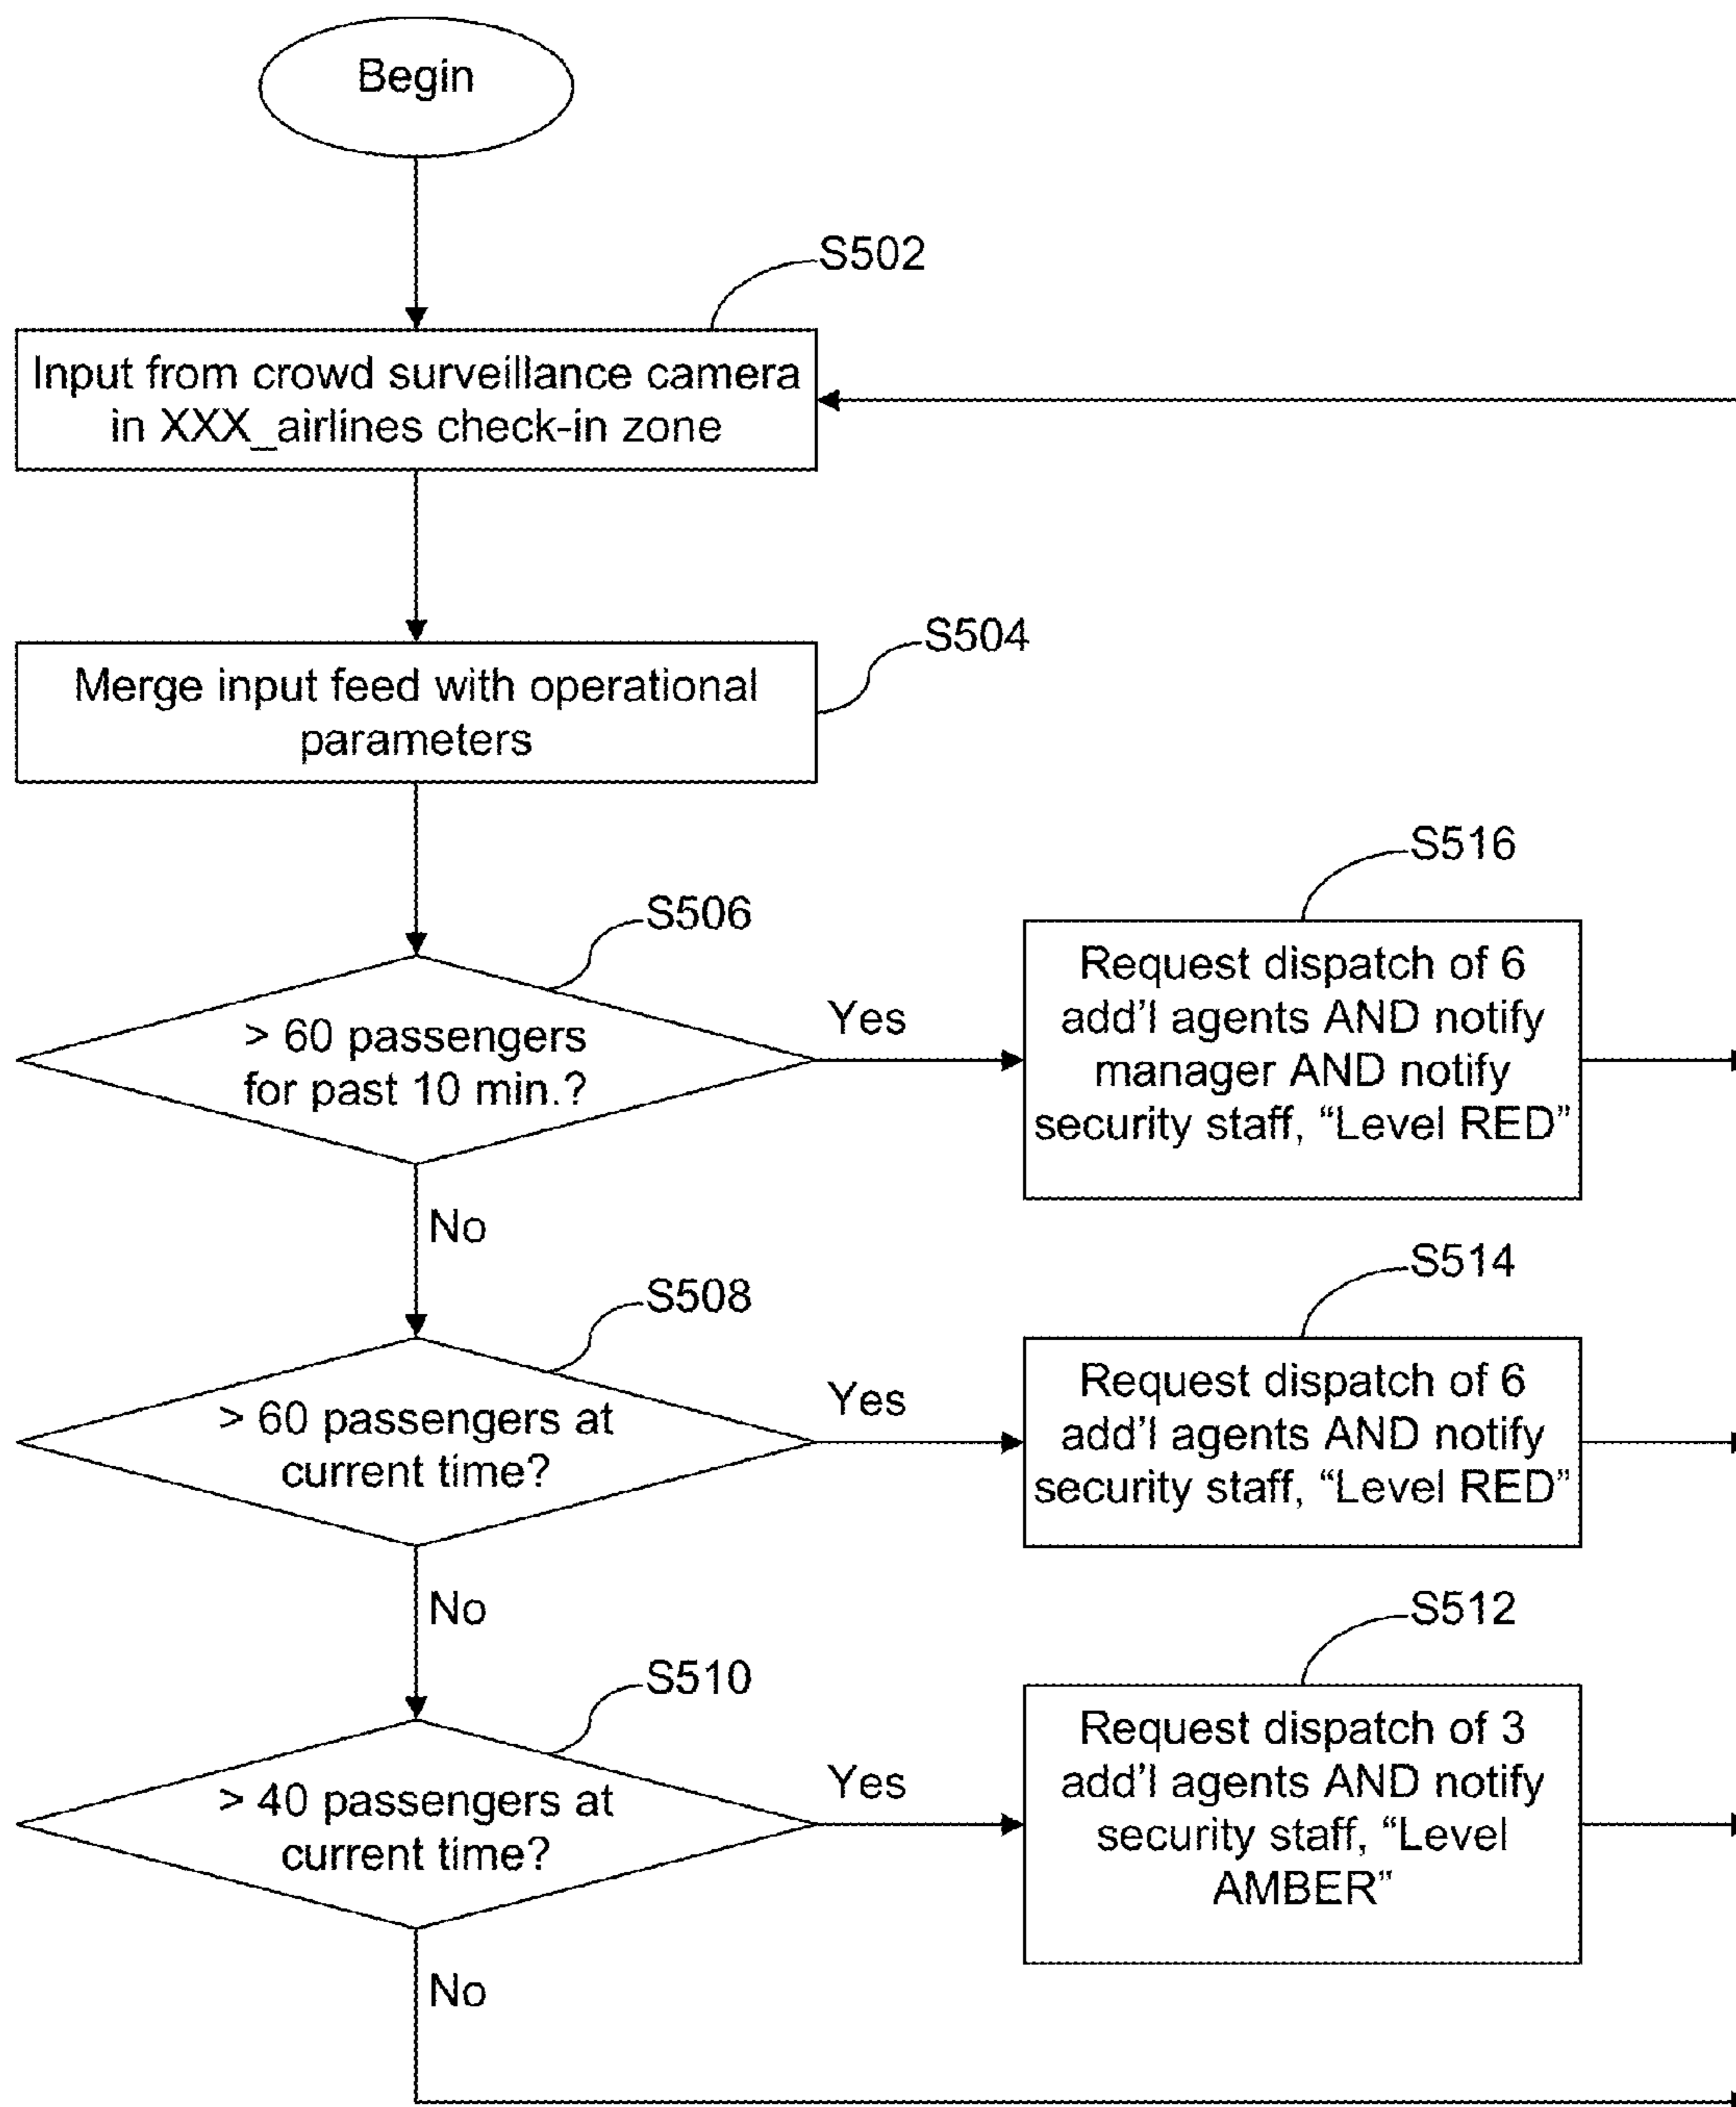 Begin
S502
Input from crowd surveillance camera
in XXX_airlines check-in zone
S504
Merge input feed with operational
parameters
S516
S506
> 60 passengers
for past 10 min.?
Yes
Request dispatch of 6
add'l agents AND notify
manager AND notify
security staff, “Level RED”
No
S514
S508
> 60 passengers at
current time?
Yes
Request dispatch of 6
add'l agents AND notify
security staff, “Level RED”
No
S512
S510
> 40 passengers at
current time?
Yes
Request dispatch of 3
add'l agents AND notify
security staff, “Level
AMBER”
No